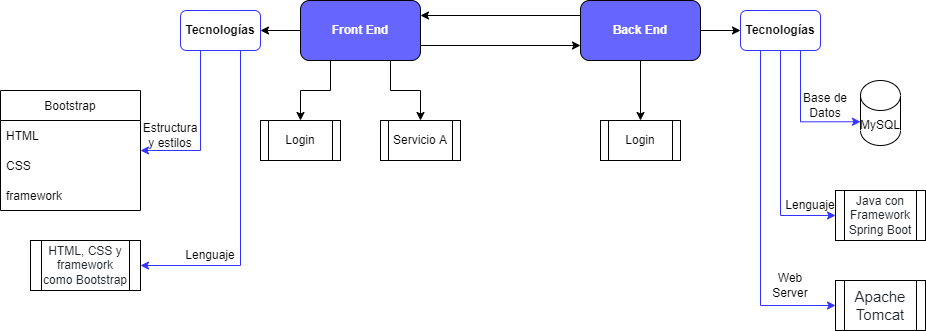 Tecnologías
Front End
Back End
Tecnologías
Bootstrap
HTML
CSS
framework
Estructura
y estilos
Login
Servicio A
Login
Base de
Datos
MySQL
Lenguaje
Java con
Framework
Spring Boot
HTML, CSS y
framework
como Bootstrap
Lenguaje
Web
Server
Apache
Tomcat